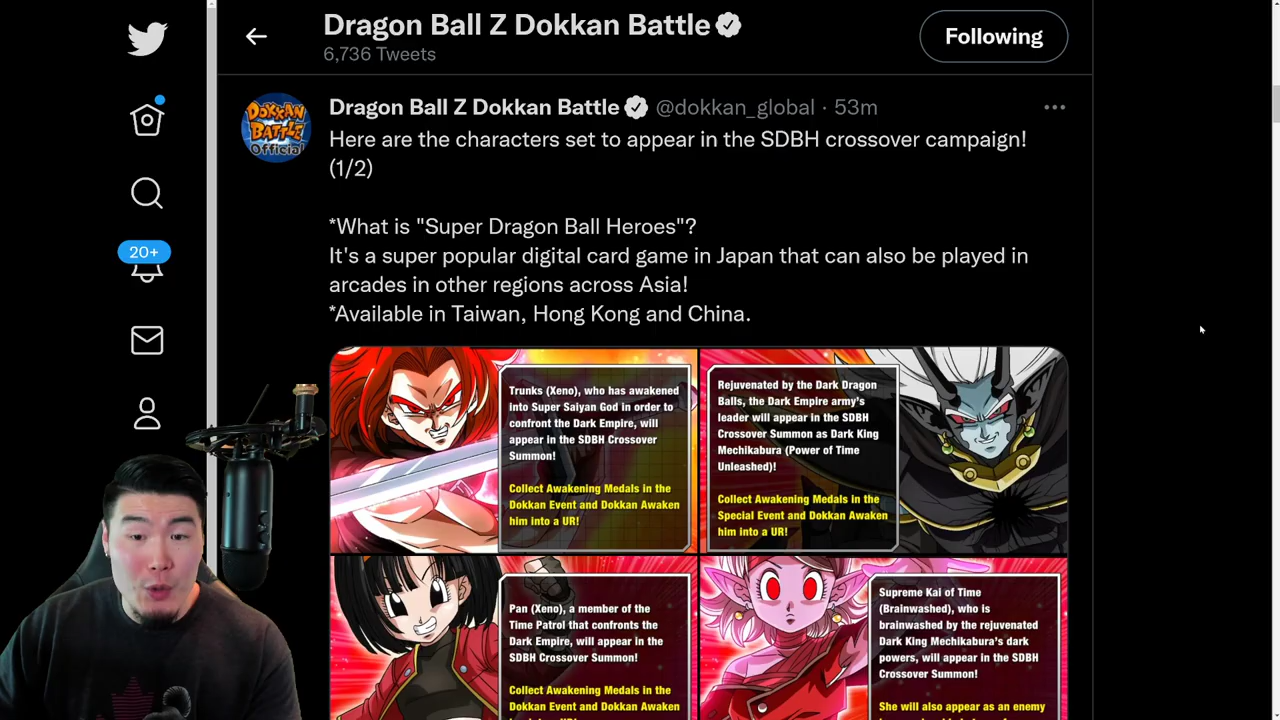 Dragon Ball Z Dokkan Battle
6,736 Tweets
Following
DOKKAN
BATTLE
Official
Dragon Ball Z Dokkan Battle @dokkan_global · 53m
Here are the characters set to appear in the SDBH crossover campaign!
(1/2)
*What is "Super Dragon Ball Heroes"?
It's a super popular digital card game in Japan that can also be played in
arcades in other regions across Asia!
*Available in Taiwan, Hong Kong and China.
20+
Trunks (Xeno), who has awakened
into Super Saiyan God in order to
confront the Dark Empire, will
appear in the SDBH Crossover
Summon!
Collect Awakening Medals in the
Dokkan Event and Dokkan Awaken
him into a UR!
Rejuvenated by the Dark Dragon
Balls, the Dark Empire army's
leader will appear in the SDBH
Crossover Summon as Dark King
Mechikabura (Power of Time
Unleashed)!
Collect Awakening Medals in the
Special Event and Dokkan Awaken
him into a UR!
Pan (Xeno), a member of the
Time Patrol that confronts the
Dark Empire, will appear in the
SDBH Crossover Summon!
Collect Awakening Medals in the
Dokkan Event and Dokkan Awaken
Supreme Kai of Time
(Brainwashed), who is
brainwashed by the rejuvenated
Dark King Mechikabura's dark
powers, will appear in the SDBH
Crossover Summon!
She will also appear as an enemy